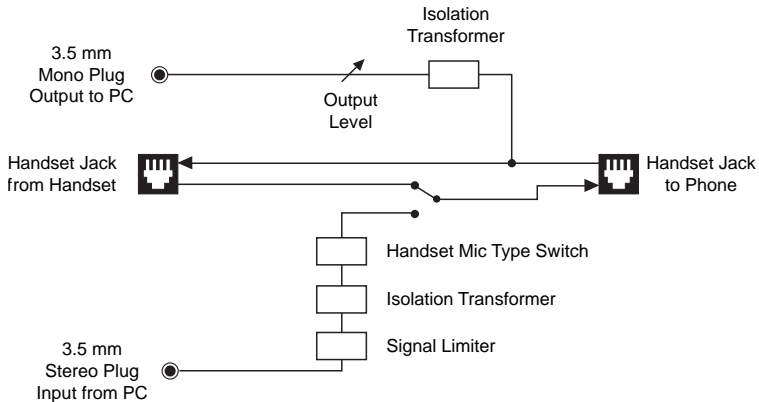 Isolation
Transformer
3.5 mm
Mono Plug
Output to PC
Output
Level
Handset Jack
from Handset
Handset Jack
to Phone
Handset Mic Type Switch
Isolation Transformer
Signal Limiter
3.5 mm
Stereo Plug
Input from PC